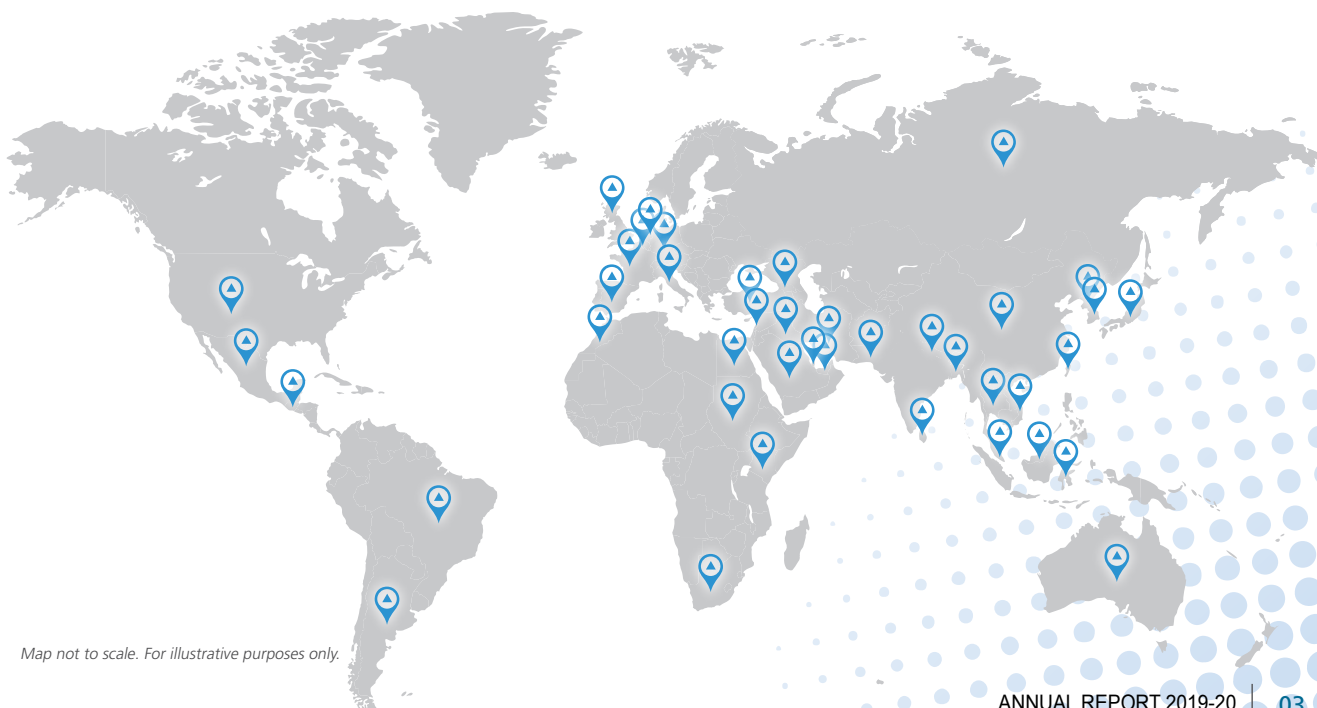 Map not to scale. For illustrative purposes only.
ANNUAL REPORT 2019-20 | 03